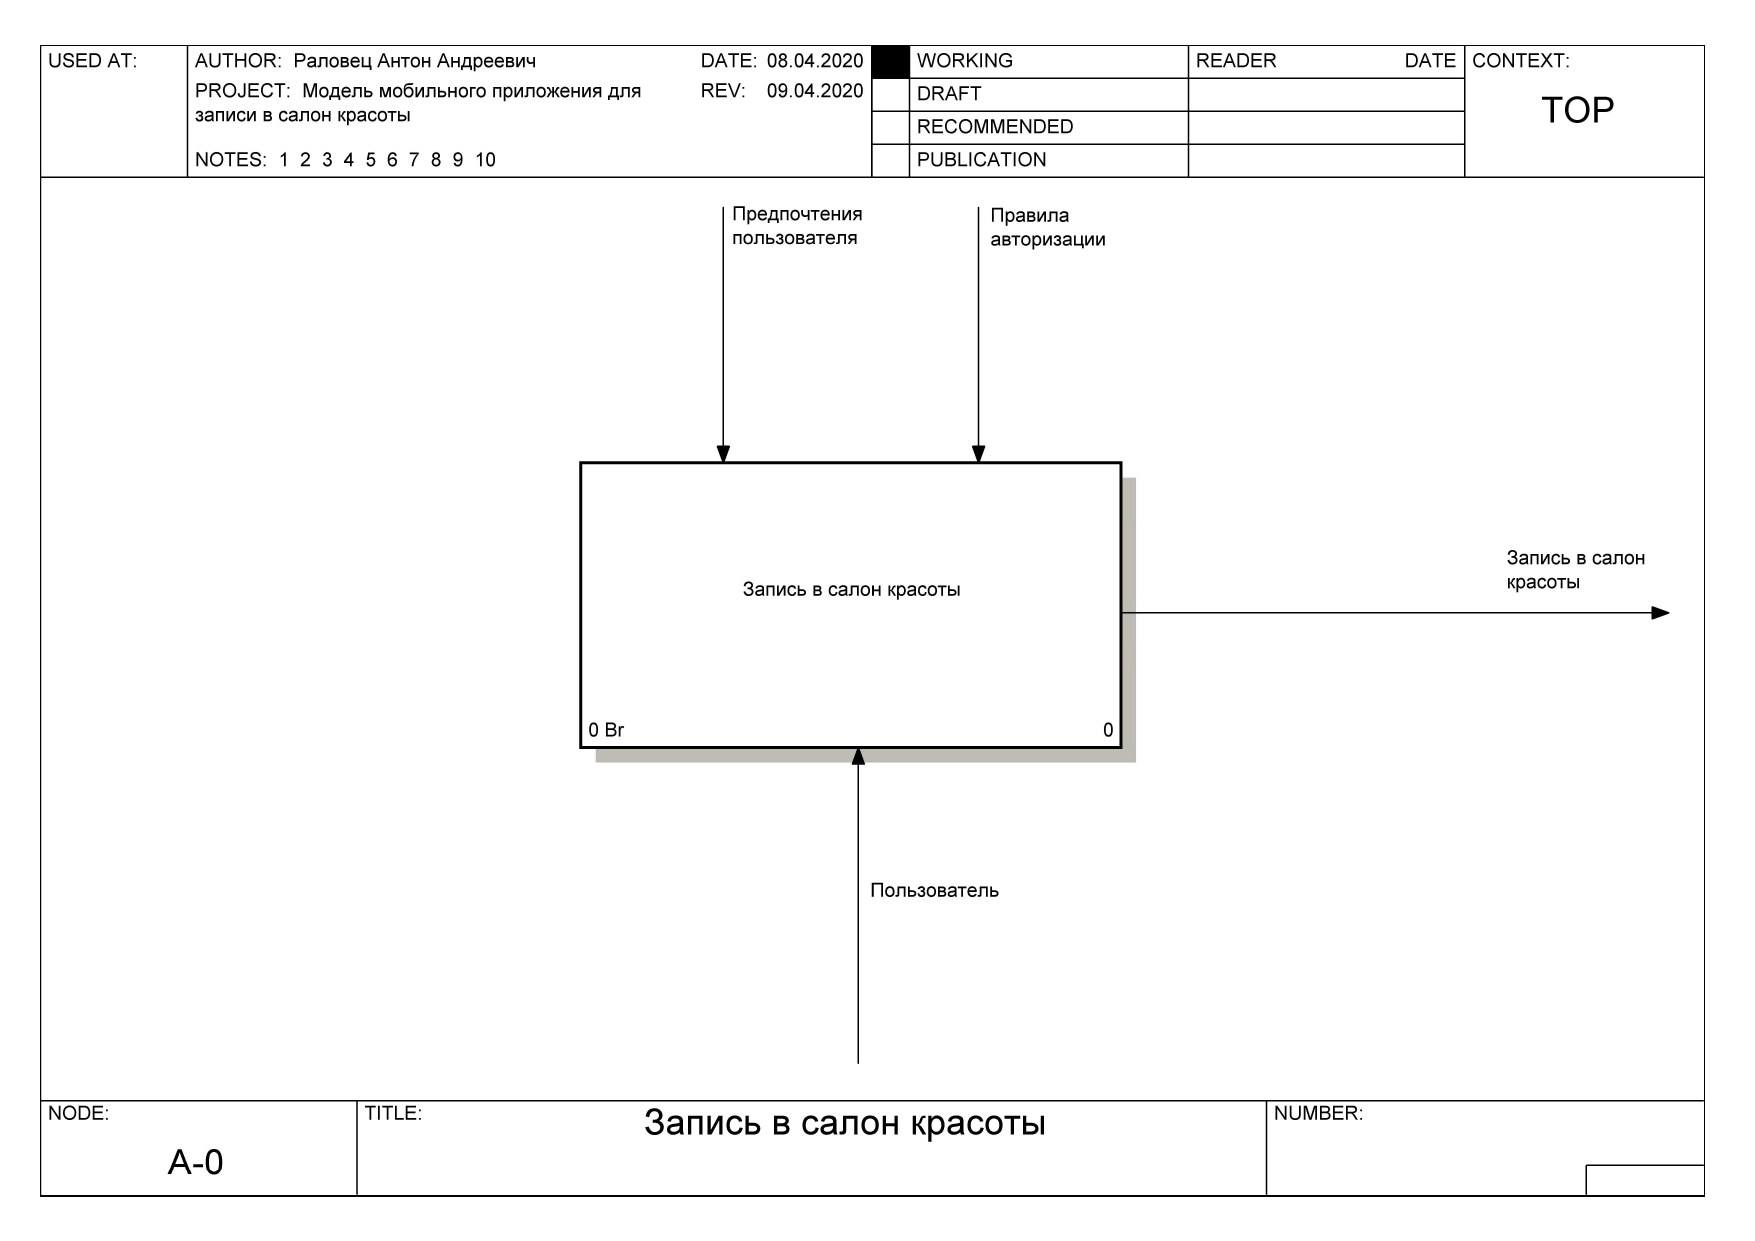 USED AT:
AUTHOR: Раловец Антон Андреевич
DATE: 08.04.2020
PROJECT: Модель мобильного приложения для
записи в салон красоты
REV: 09.04.2020
NOTES: 1 2 3 4 5 6 7 8 9 10
WORKING
DRAFT
RECOMMENDED
PUBLICATION
READER DATE
CONTEXT:
TOP
Предпочтения
пользователя
Правила
авторизации
Запись в салон красоты
0 Br
0
Запись в салон
красоты
Пользователь
NODE:
A-0
TITLE:
Запись в салон красоты
NUMBER: